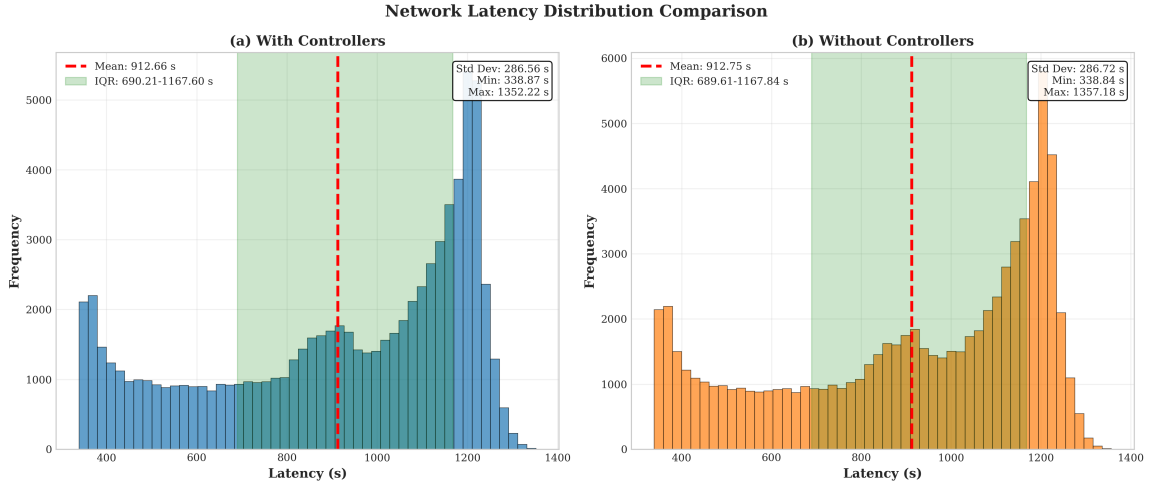 Network Latency Distribution Comparison
(a) With Controllers
Mean: 912.66 s
IQR: 690.21-1167.60 s
Std Dev: 286.56 s
Min: 338.87 s
Max: 1352.22 s
Frequency
5000
4000
3000
2000
1000
0
400
600
800
1000
1200
1400
Latency (s)
(b) Without Controllers
Mean: 912.75 s
IQR: 689.61-1167.84 s
Std Dev: 286.72 s
Min: 338.84 s
Max: 1357.18 s
Frequency
6000
5000
4000
3000
2000
1000
0
400
600
800
1000
1200
1400
Latency (s)